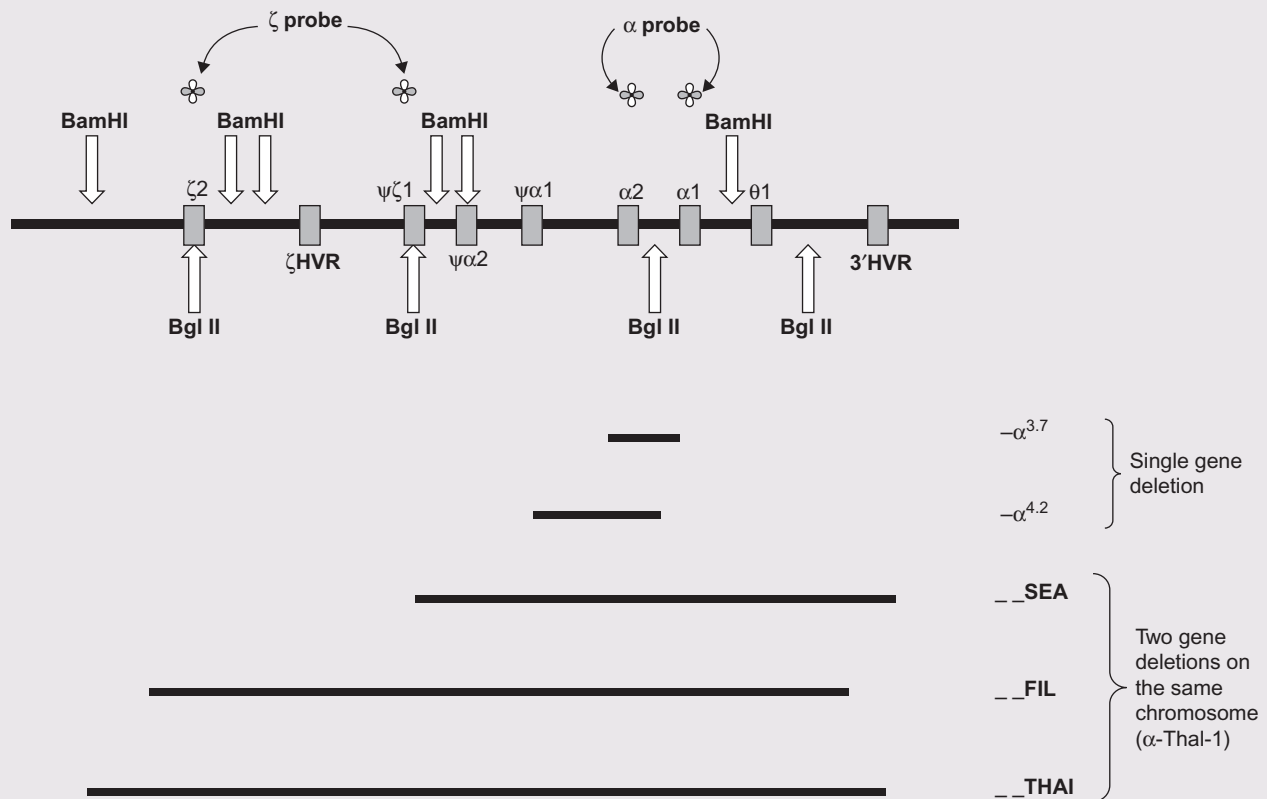 ζ probe
α probe
BamHI
BamHI
BamHI
BamHI
ζ2
ψζ1
ψα1
α2
α1
θ1
ζHVR
ψα2
3′HVR
Bgl II
Bgl II
Bgl II
Bgl II
–α3.7
Single gene
deletion
–α4.2
_ _SEA
Two gene
deletions on
the same
chromosome
(α-Thal-1)
_ _FIL
_ _THAI